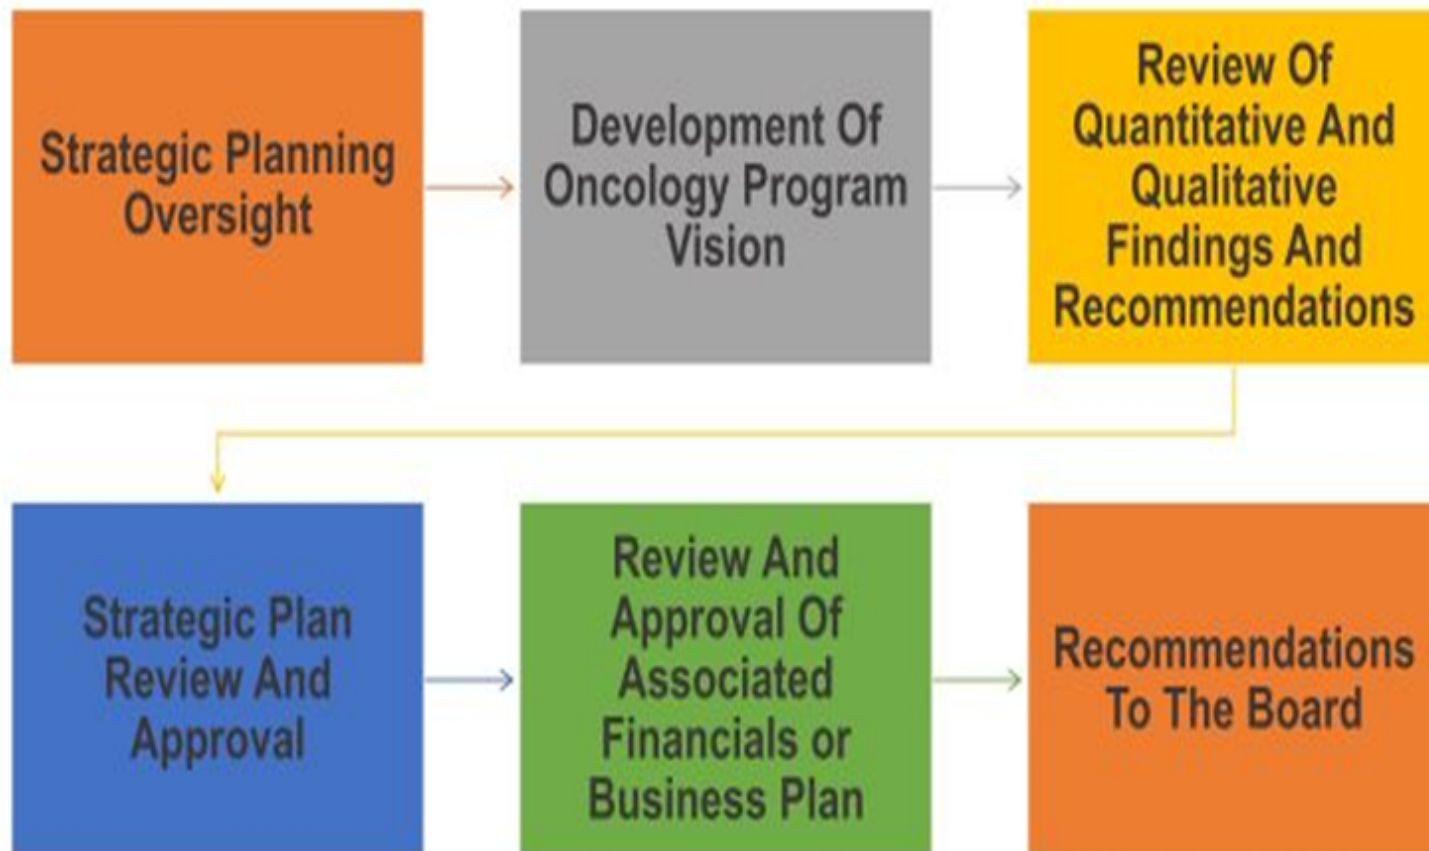 Strategic Planning
Oversight
Development Of
Oncology Program
Vision
Review Of
Quantitative And
Qualitative
Findings And
Recommendations
Strategic Plan
Review And
Approval
Review And
Approval Of
Associated
Financials or
Business Plan
Recommendations
To The Board